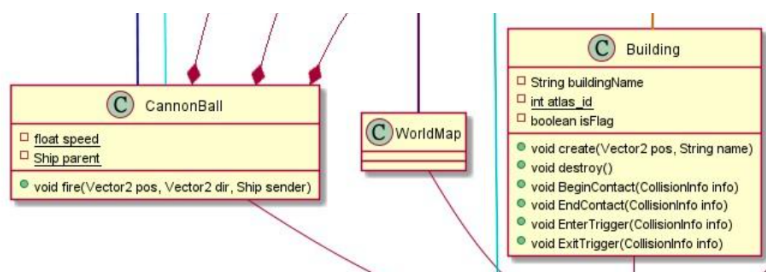 C CannonBall
float speed
Ship parent
void fire(Vector2 pos, Vector2 dir, Ship sender)
C WorldMap
C Building
String buildingName
int atlas_id
boolean isFlag
void create(Vector2 pos, String name)
void destroy()
void BeginContact(CollisionInfo info)
void EndContact(CollisionInfo info)
void EnterTrigger(CollisionInfo info)
void ExitTrigger(CollisionInfo info)